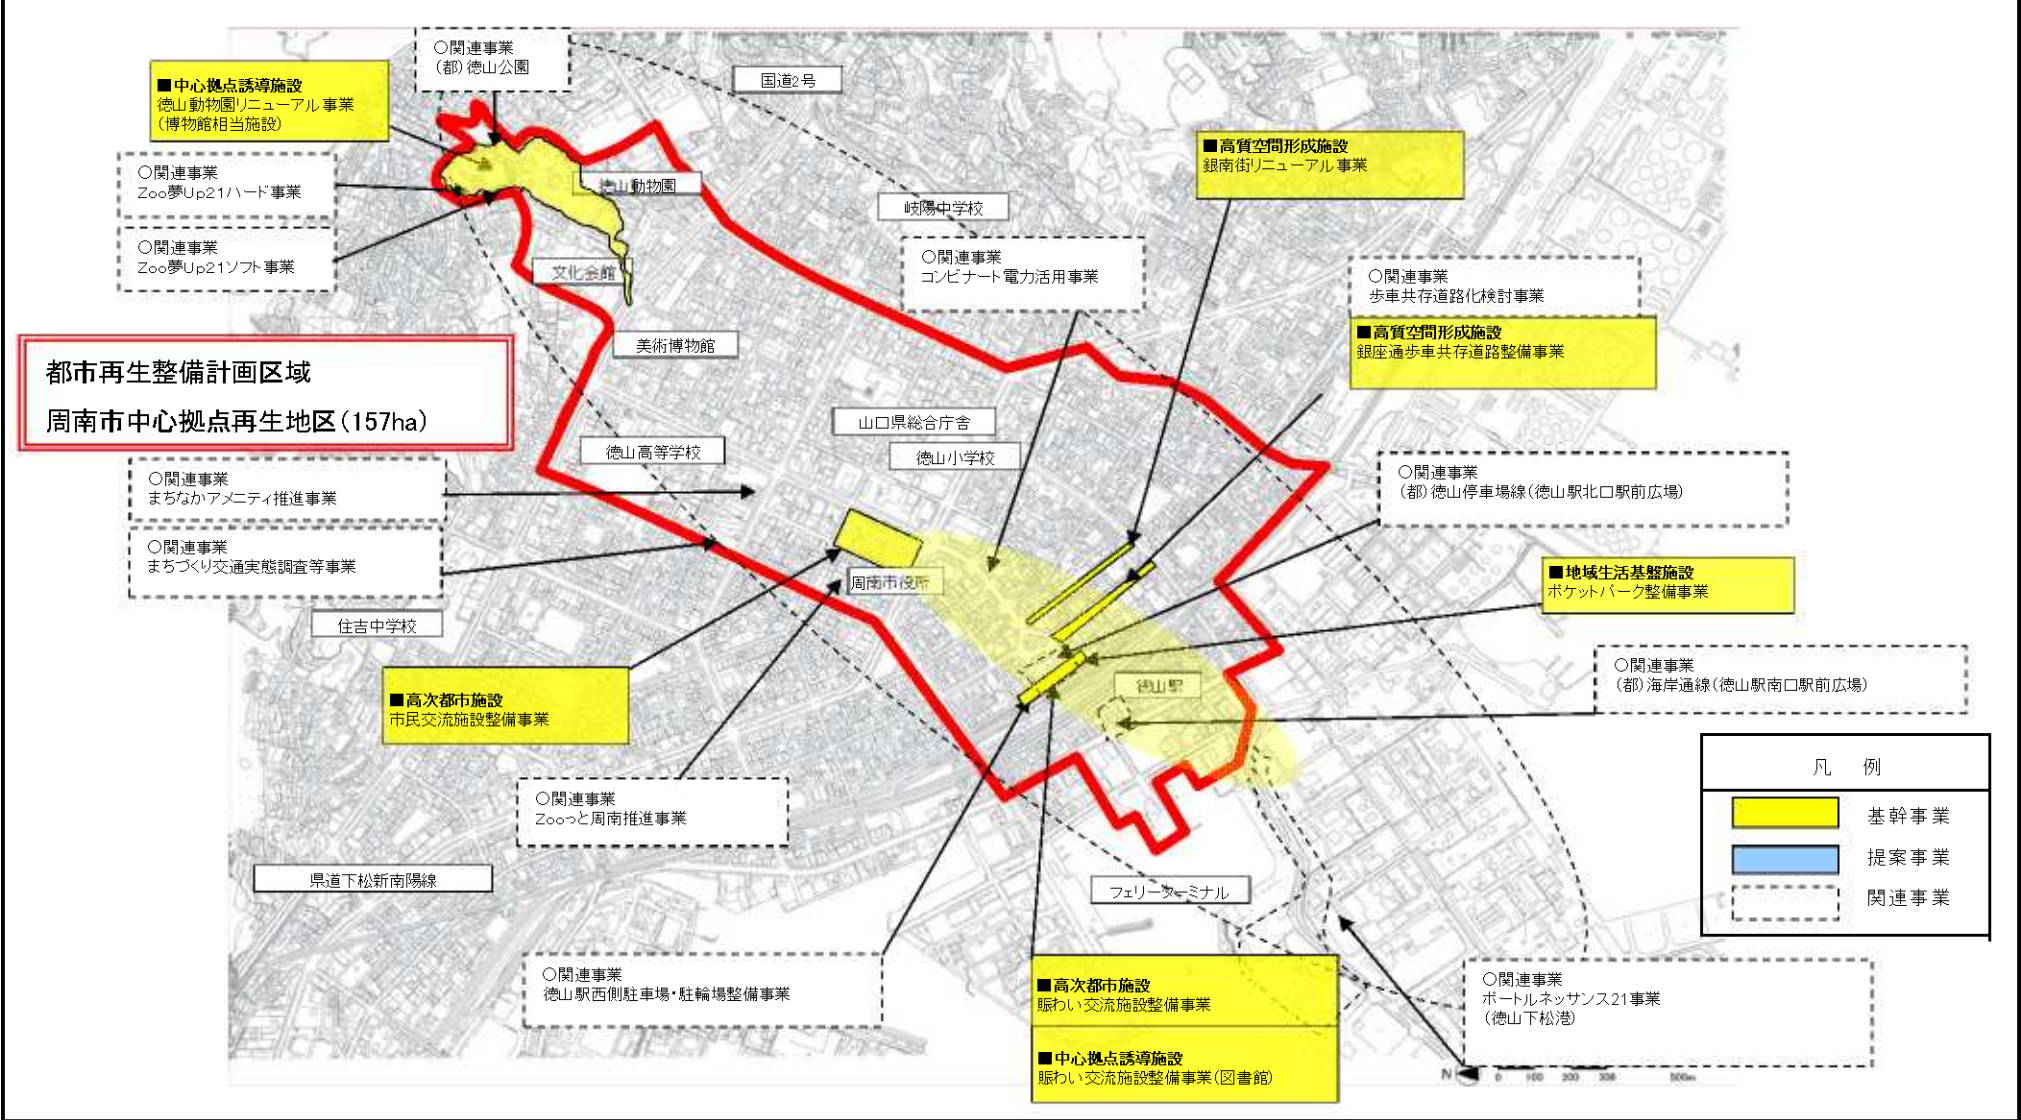 ○関連事業
(都)徳山公園
国道2号
■中心拠点誘導施設
徳山動物園リニューアル事業
(博物館相当施設)
■高質空間形成施設
銀南街リニューアル事業
○関連事業
Zoo夢Up21ハード事業
徳山動物園
岐陽中学校
○関連事業
Zoo夢Up21ソフト事業
文化会館
○関連事業
コンビナート電力活用事業
○関連事業
歩車共存道路化検討事業
■高質空間形成施設
銀座通歩車共存道路整備事業
美術博物館
都市再生整備計画区域
周南市中心拠点再生地区(157ha)
山口県総合庁舎
徳山高等学校
徳山小学校
○関連事業
まちなかアメニティ推進事業
○関連事業
(都)徳山停車場線(徳山駅北口駅前広場)
○関連事業
まちづくり交通実態調査等事業
周南市役所
■地域生活基盤施設
ポケットパーク整備事業
住吉中学校
■高次都市施設
市民交流施設整備事業
徳山駅
○関連事業
(都)海岸通線(徳山駅南口駅前広場)
○関連事業
Zooっと周南推進事業
凡 例
基幹事業
提案事業
関連事業
県道下松新南陽線
フェリーターミナル
○関連事業
徳山駅西側駐車場・駐輪場整備事業
■高次都市施設
賑わい交流施設整備事業
■中心拠点誘導施設
賑わい交流施設整備事業(図書館)
○関連事業
ポートルネッサンス21事業
(徳山下松港)
N
0 100 200 300 500m